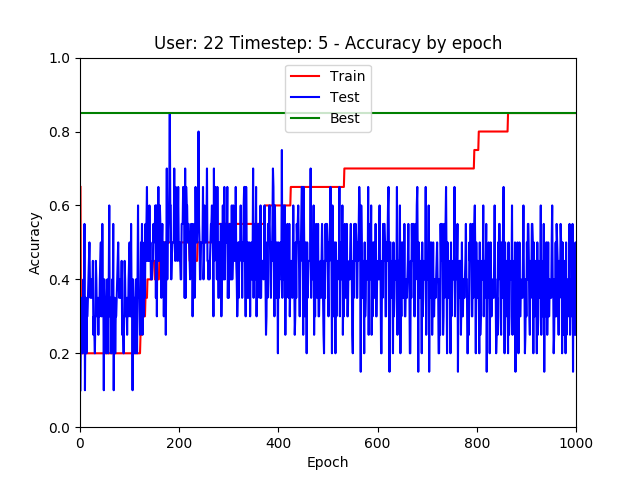 User: 22 Timestep: 5 - Accuracy by epoch
Train
Test
Best
Accuracy
1.0
0.8
0.6
0.4
0.2
0.0
0 200 400 600 800 1000
Epoch